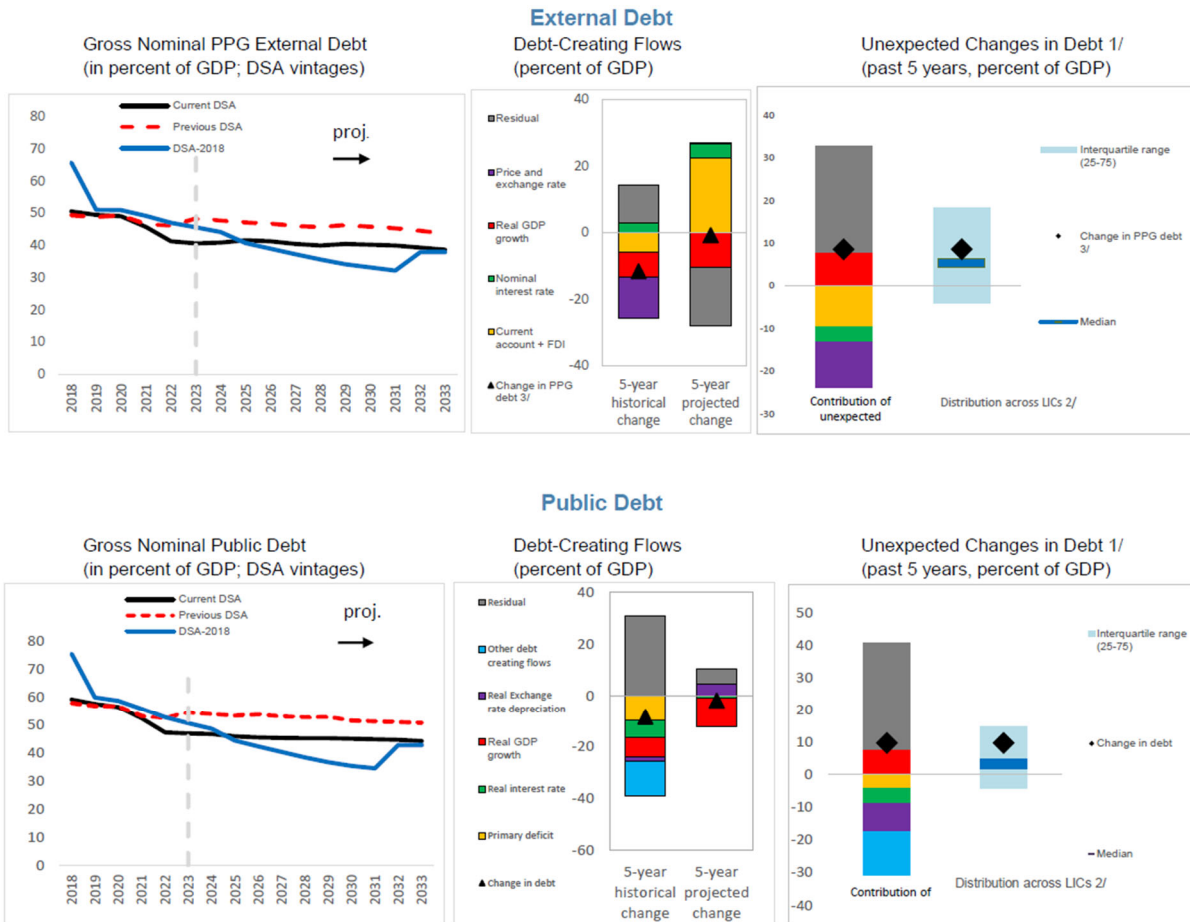 External Debt
Gross Nominal PPG External Debt
(in percent of GDP; DSA vintages)
Current DSA
Previous DSA
DSA-2018
proj.
80
70
60
50
40
30
20
10
0
2018
2019
2020
2021
2022
2023
2024
2025
2026
2027
2028
2029
2030
2031
2032
2033
Debt-Creating Flows
(percent of GDP)
Residual
Price and
exchange rate
Real GDP
growth
Nominal
interest rate
Current
account + FDI
Change in PPG
debt 3/
40
20
0
-20
-40
5-year
historical
change
5-year
projected
change
Unexpected Changes in Debt 1/
(past 5 years, percent of GDP)
40
30
20
10
0
-10
-20
-30
Contribution of
unexpected
Distribution across LICs 2/
Interquartile range
(25-75)
Change in PPG debt
3/
Median
Public Debt
Gross Nominal Public Debt
(in percent of GDP; DSA vintages)
Current DSA
Previous DSA
DSA-2018
proj.
80
70
60
50
40
30
20
10
0
2018
2019
2020
2021
2022
2023
2024
2025
2026
2027
2028
2029
2030
2031
2032
2033
Debt-Creating Flows
(percent of GDP)
Residual
Other debt
creating flows
Real Exchange
rate depreciation
Real GDP
growth
Real interest rate
Primary deficit
Change in debt
40
20
0
-20
-40
-60
5-year
historical
change
5-year
projected
change
Unexpected Changes in Debt 1/
(past 5 years, percent of GDP)
50
40
30
20
10
0
-10
-20
-30
-40
Contribution of
Distribution across LICs 2/
Interquartile range
(25-75)
Change in debt
Median